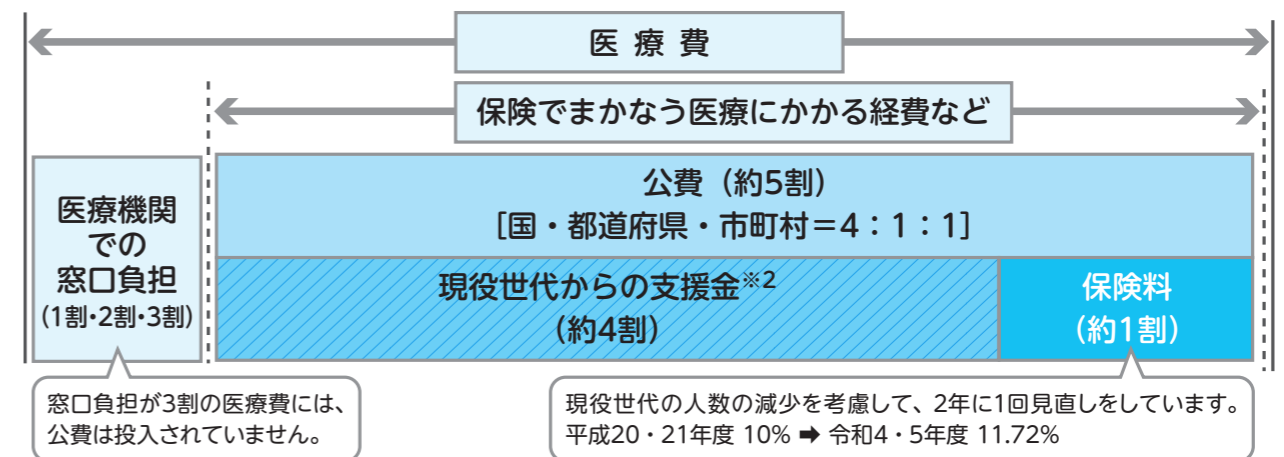 医療費
保険でまかなう医療にかかる経費など
医療機関
での
窓口負担
(1割・2割・3割)
公費（約5割）
［国・都道府県・市町村＝4：1：1］
現役世代からの支援金※2
（約4割）
保険料
（約1割）
窓口負担が3割の医療費には、
公費は投入されていません。
現役世代の人数の減少を考慮して、2年に1回見直しをしています。
平成20・21年度 10% ➡ 令和4・5年度 11.72%